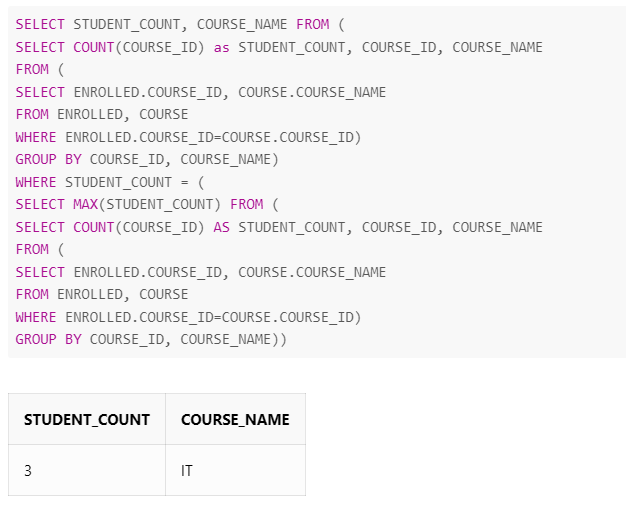 SELECT STUDENT_COUNT, COURSE_NAME FROM (
SELECT COUNT(COURSE_ID) as STUDENT_COUNT, COURSE_ID, COURSE_NAME
FROM (
SELECT ENROLLED.COURSE_ID, COURSE.COURSE_NAME
FROM ENROLLED, COURSE
WHERE ENROLLED.COURSE_ID=COURSE.COURSE_ID)
GROUP BY COURSE_ID, COURSE_NAME)
WHERE STUDENT_COUNT = (
SELECT MAX(STUDENT_COUNT) FROM (
SELECT COUNT(COURSE_ID) AS STUDENT_COUNT, COURSE_ID, COURSE_NAME
FROM (
SELECT ENROLLED.COURSE_ID, COURSE.COURSE_NAME
FROM ENROLLED, COURSE
WHERE ENROLLED.COURSE_ID=COURSE.COURSE_ID)
GROUP BY COURSE_ID, COURSE_NAME))
STUDENT_COUNT COURSE_NAME
3 IT